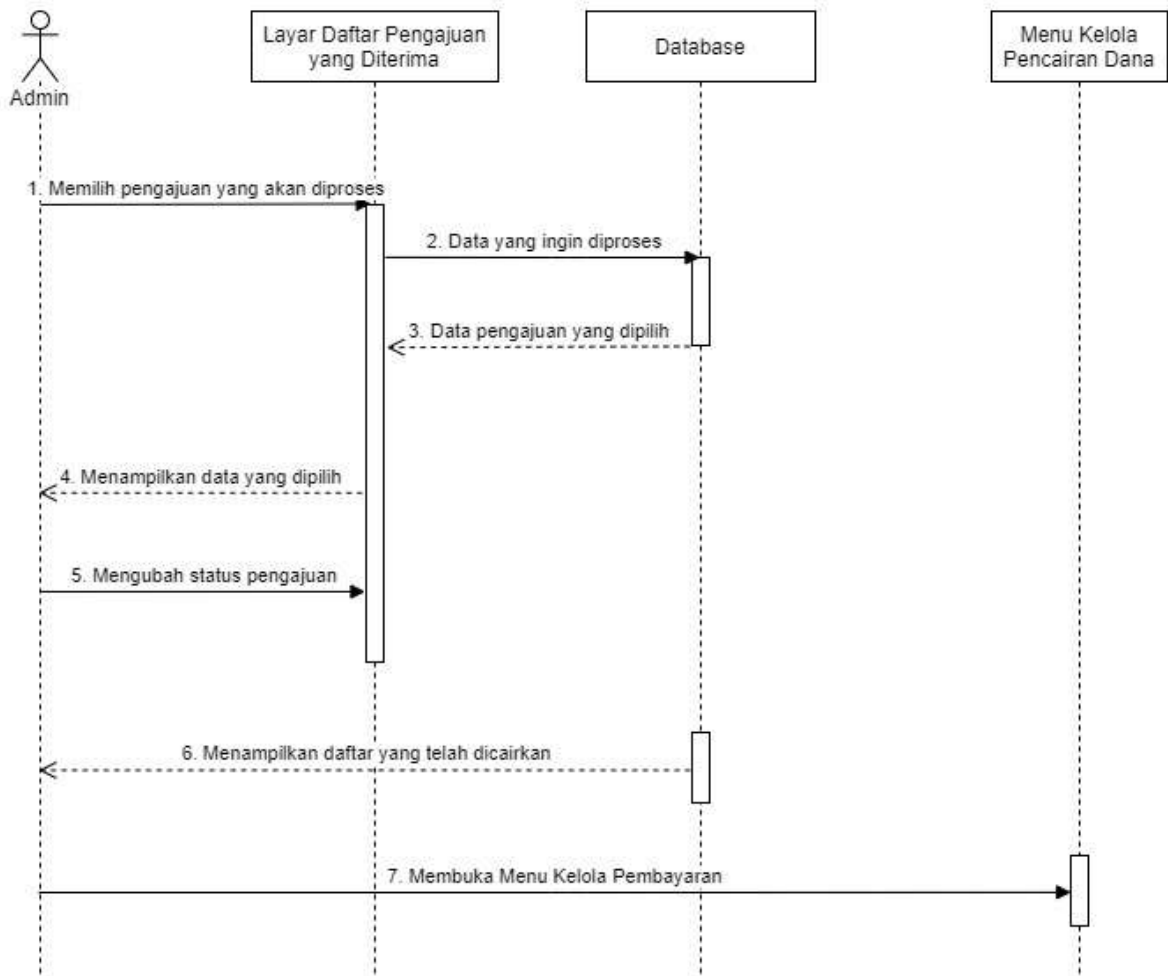 Layar Daftar Pengajuan
yang Diterima
Database
Menu Kelola
Pencairan Dana
Admin
1. Memilih pengajuan yang akan diproses
2. Data yang ingin diproses
3. Data pengajuan yang dipilih
4. Menampilkan data yang dipilih
5. Mengubah status pengajuan
6. Menampilkan daftar yang telah dicairkan
7. Membuka Menu Kelola Pembayaran